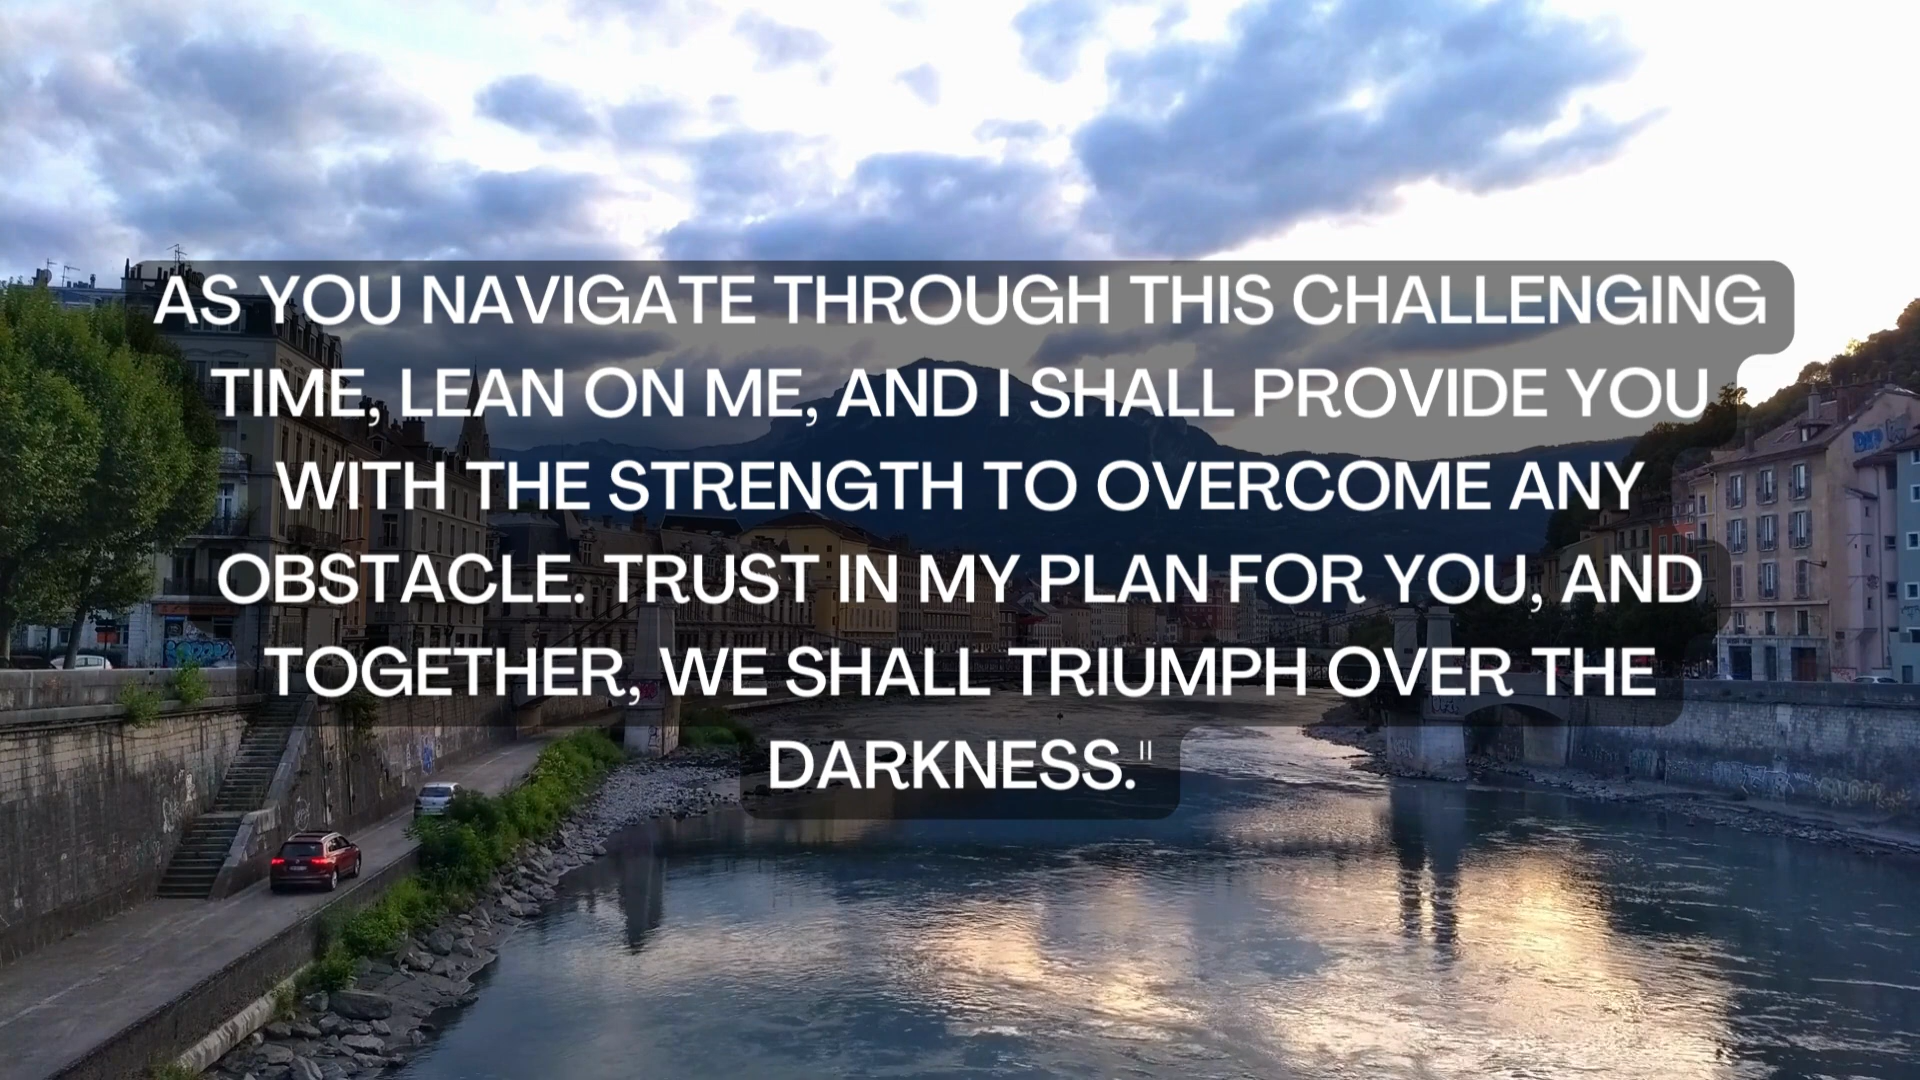 AS YOU NAVIGATE THROUGH THIS CHALLENGING
TIME, LEAN ON ME, AND I SHALL PROVIDE YOU
WITH THE STRENGTH TO OVERCOME ANY
OBSTACLE. TRUST IN MY PLAN FOR YOU, AND
TOGETHER, WE SHALL TRIUMPH OVER THE
DARKNESS."